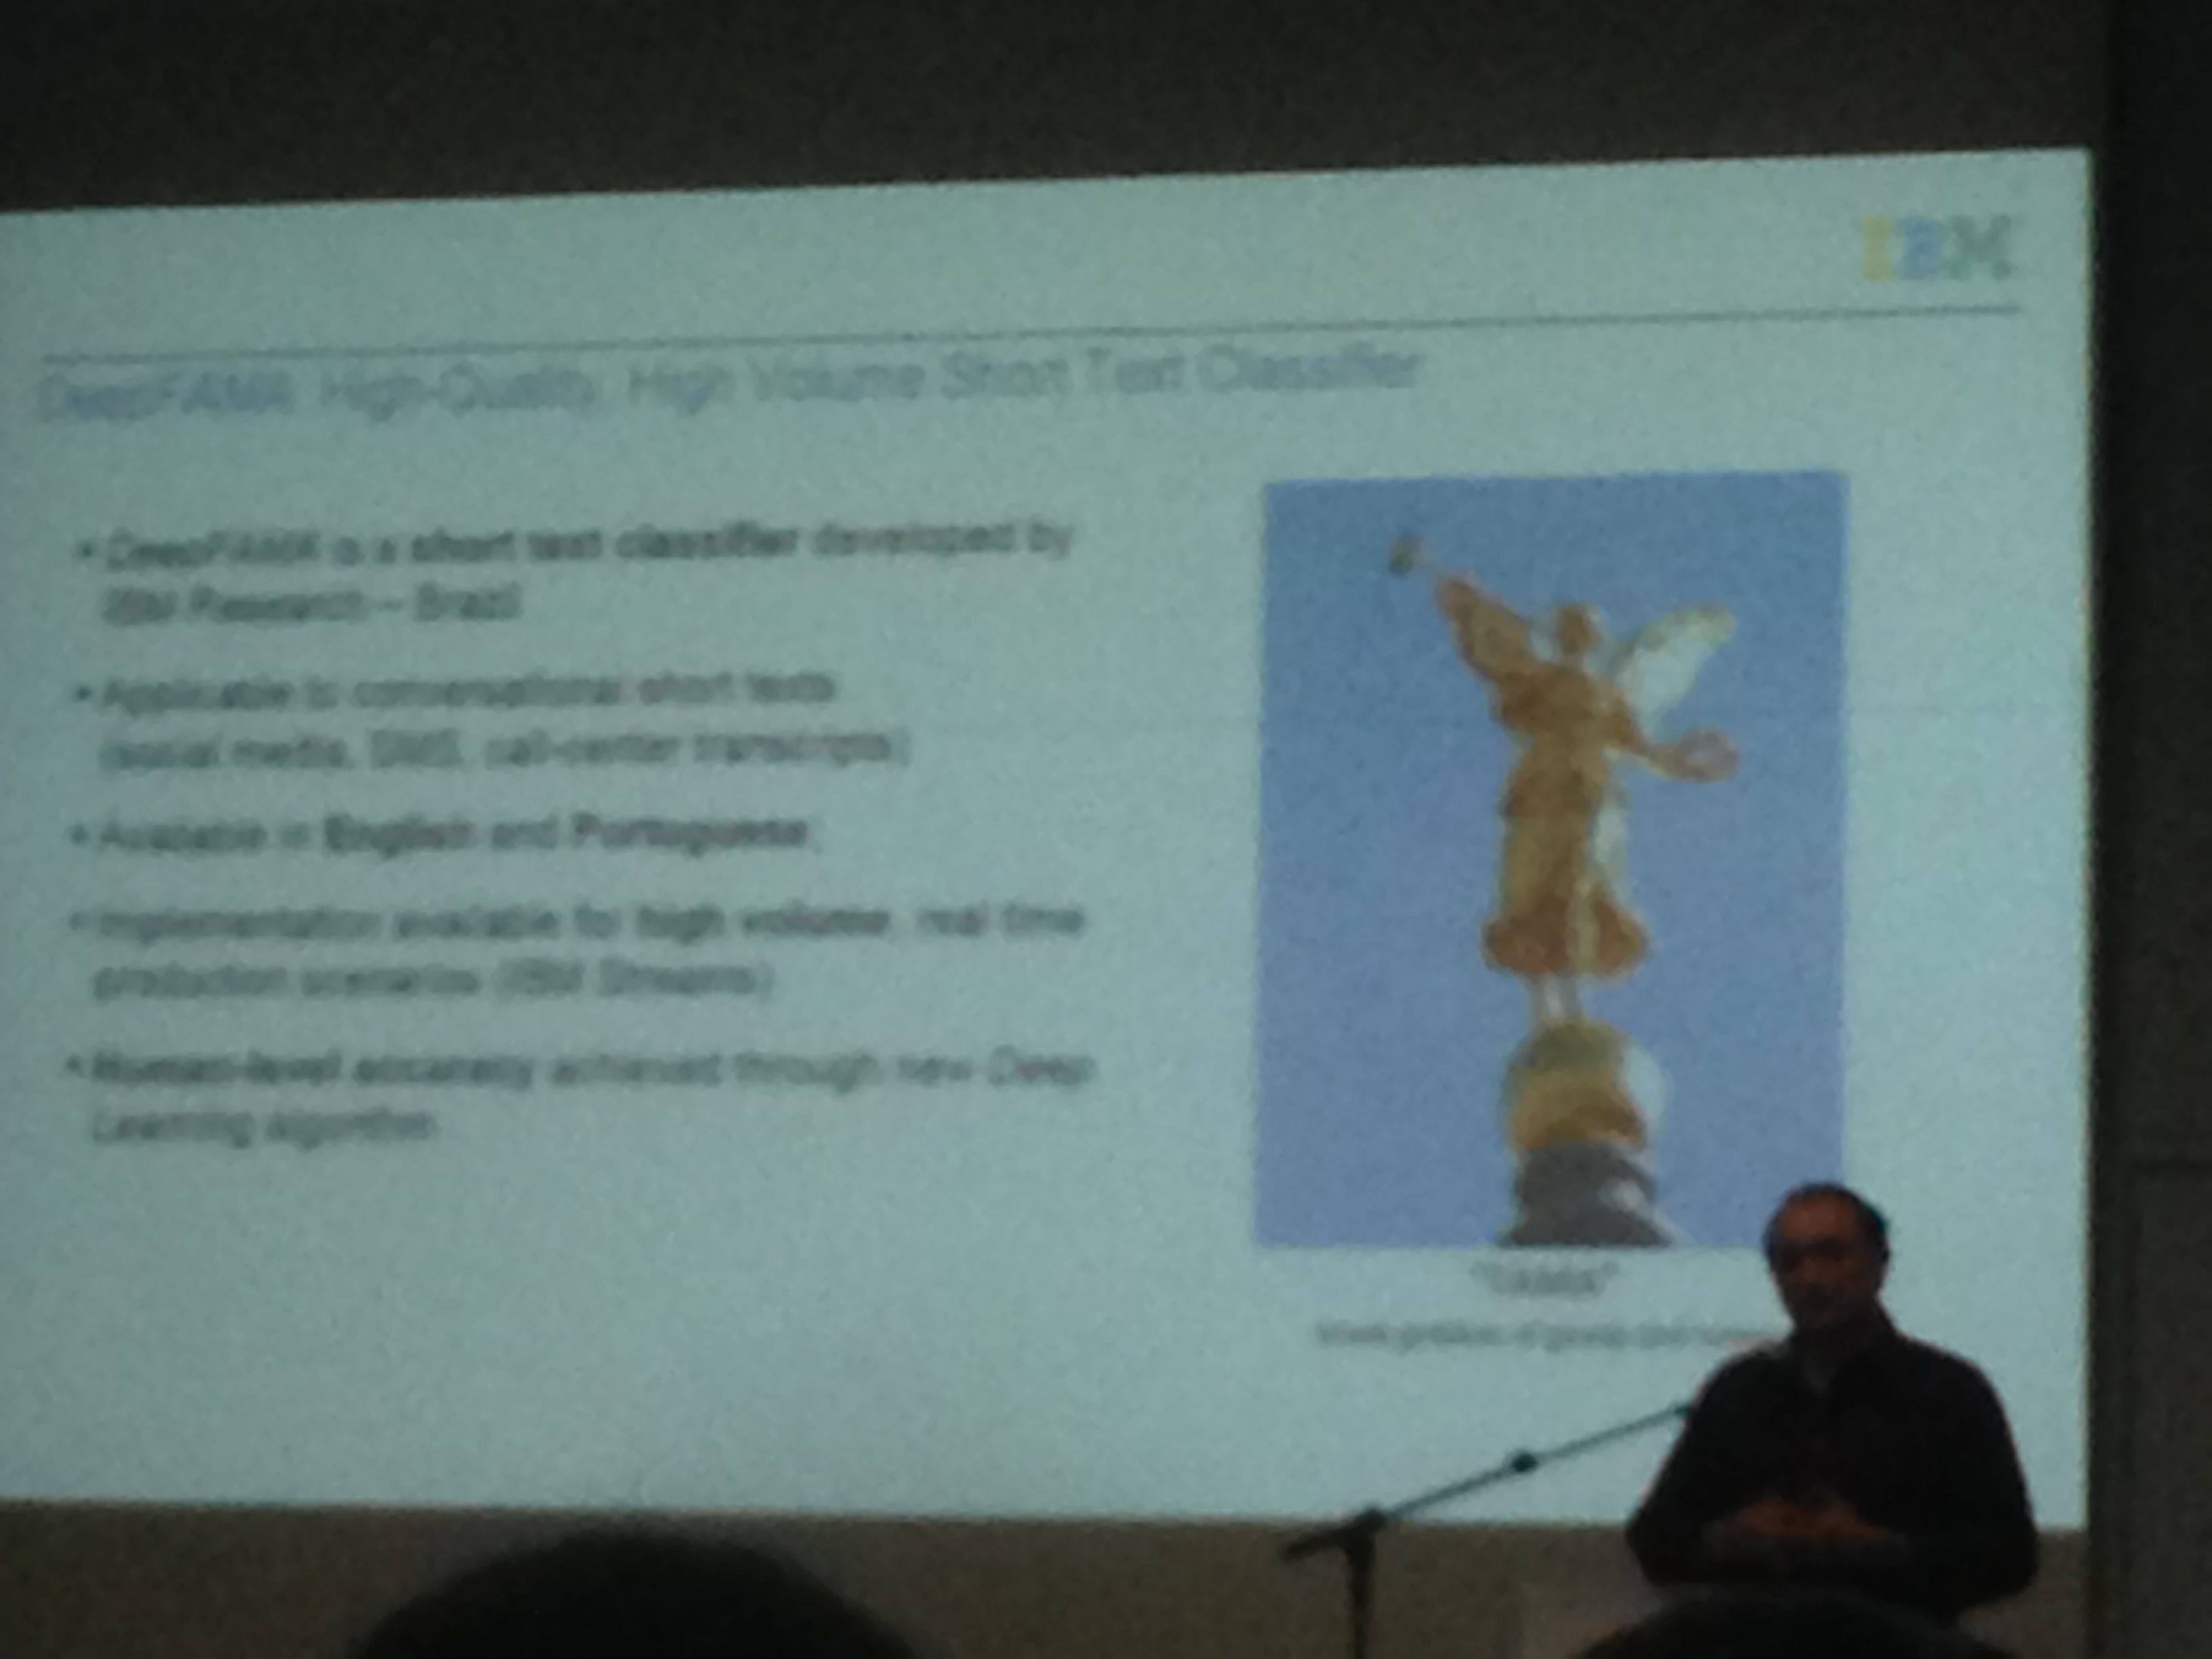 IBM
DeepFAMA: High-Quality, High Volume Short Text Classifier
• DeepFAMA is a short text classifier developed by
IBM Research – Brazil
• Applicable to conversational short texts
(social media, SMS, call-center transcripts)
• Available in English and Portuguese
• Implementation available for high volume, real time
production scenarios (IBM Streams)
• Human-level accuracy achieved through new Deep
Learning algorithm
"FAMA"